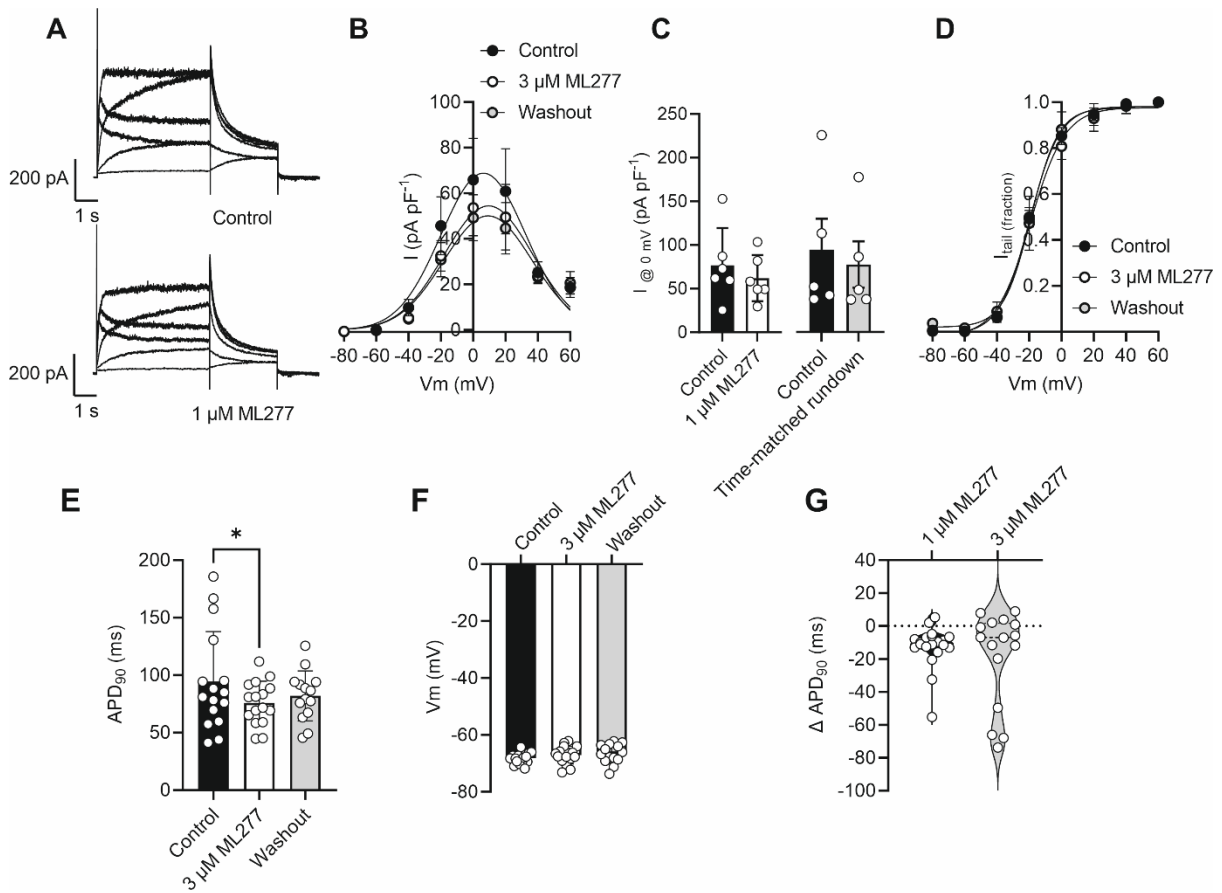 A
200 pA
1 s
Control
200 pA
1 s
1 µM ML277
B
Control
3 µM ML277
Washout
I (pA pF-1)
100
80
60
40
20
0
-80 -60 -40 -20 0 20 40 60
Vm (mV)
C
I @ 0 mV (pA pF-1)
250
200
150
100
50
0
Control
1 µM ML277
Control
Time-matched rundown
D
Itail (fraction)
1.0
0.8
0.6
0.4
0.2
Control
3 µM ML277
Washout
-80 -60 -40 -20 0 20 40 60
Vm (mV)
E
*
APD90 (ms)
200
150
100
50
0
Control
3 µM ML277
Washout
F
Control
3 µM ML277
Washout
Vm (mV)
0
-20
-40
-60
-80
G
1 µM ML277
3 µM ML277
Δ APD90 (ms)
40
20
0
-20
-40
-60
-80
-100